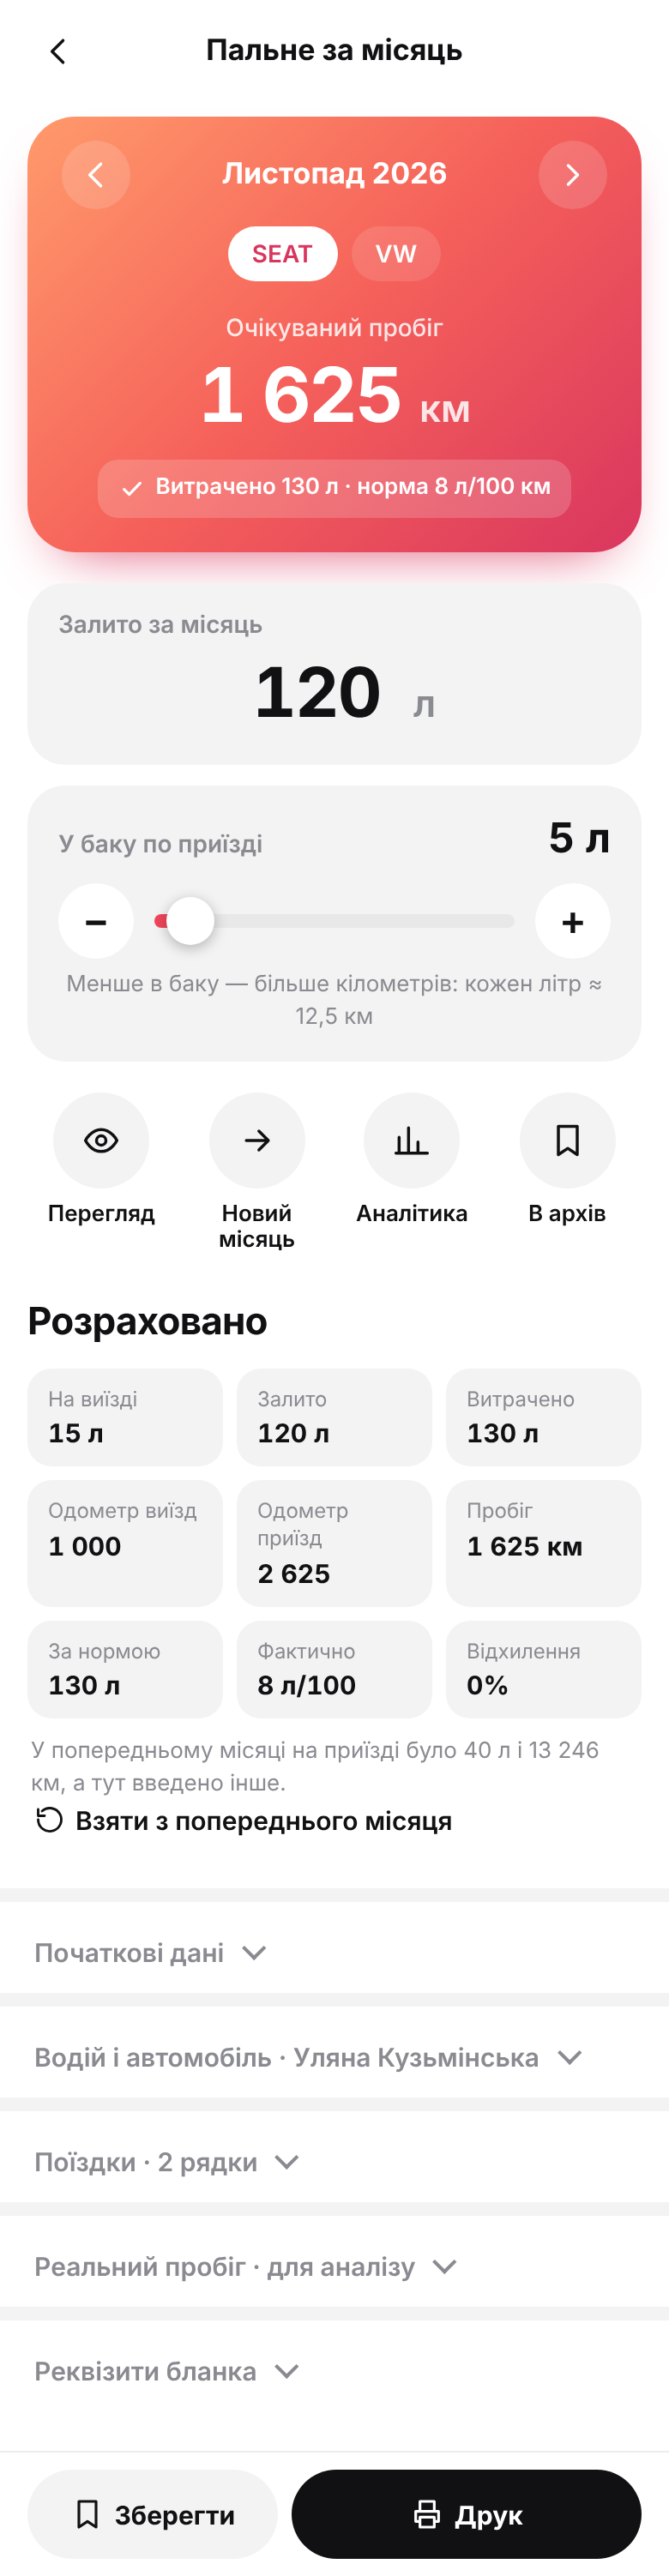 Пальне за місяць
Листопад 2026
SEAT VW
Очікуваний пробіг
1 625 км
Витрачено 130 л · норма 8 л/100 км
Залито за місяць
120 л
У баку по приїзді 5 л
− +
Менше в баку — більше кілометрів: кожен літр ≈
12,5 км
Перегляд Новий Аналітика В архів
місяць
Розраховано
На виїзді Залито Витрачено
15 л 120 л 130 л
Одометр виїзд Одометр Пробіг
приїзд
1 000 2 625 1 625 км
За нормою Фактично Відхилення
130 л 8 л/100 0%
У попередньому місяці на приїзді було 40 л і 13 246
км, а тут введено інше.
Взяти з попереднього місяця
Початкові дані
Водій і автомобіль · Уляна Кузьмінська
Поїздки · 2 рядки
Реальний пробіг · для аналізу
Реквізити бланка
Зберегти Друк